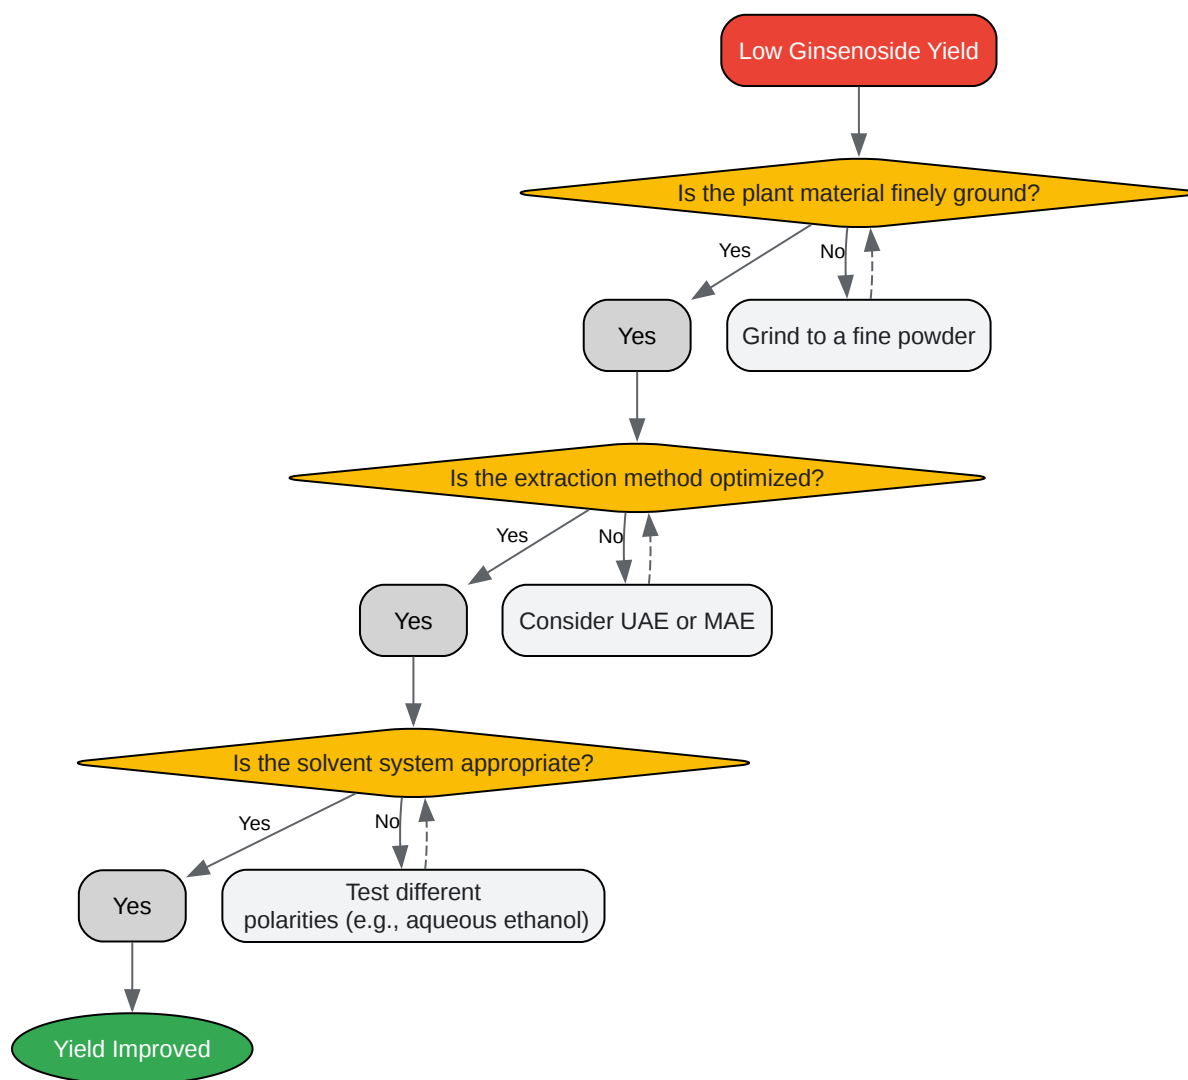 Low Ginsenoside Yield
Is the plant material finely ground?
Yes
No
Yes
Grind to a fine powder
Is the extraction method optimized?
Yes
No
Yes
Consider UAE or MAE
Is the solvent system appropriate?
Yes
No
Yes
Test different
polarities (e.g., aqueous ethanol)
Yield Improved